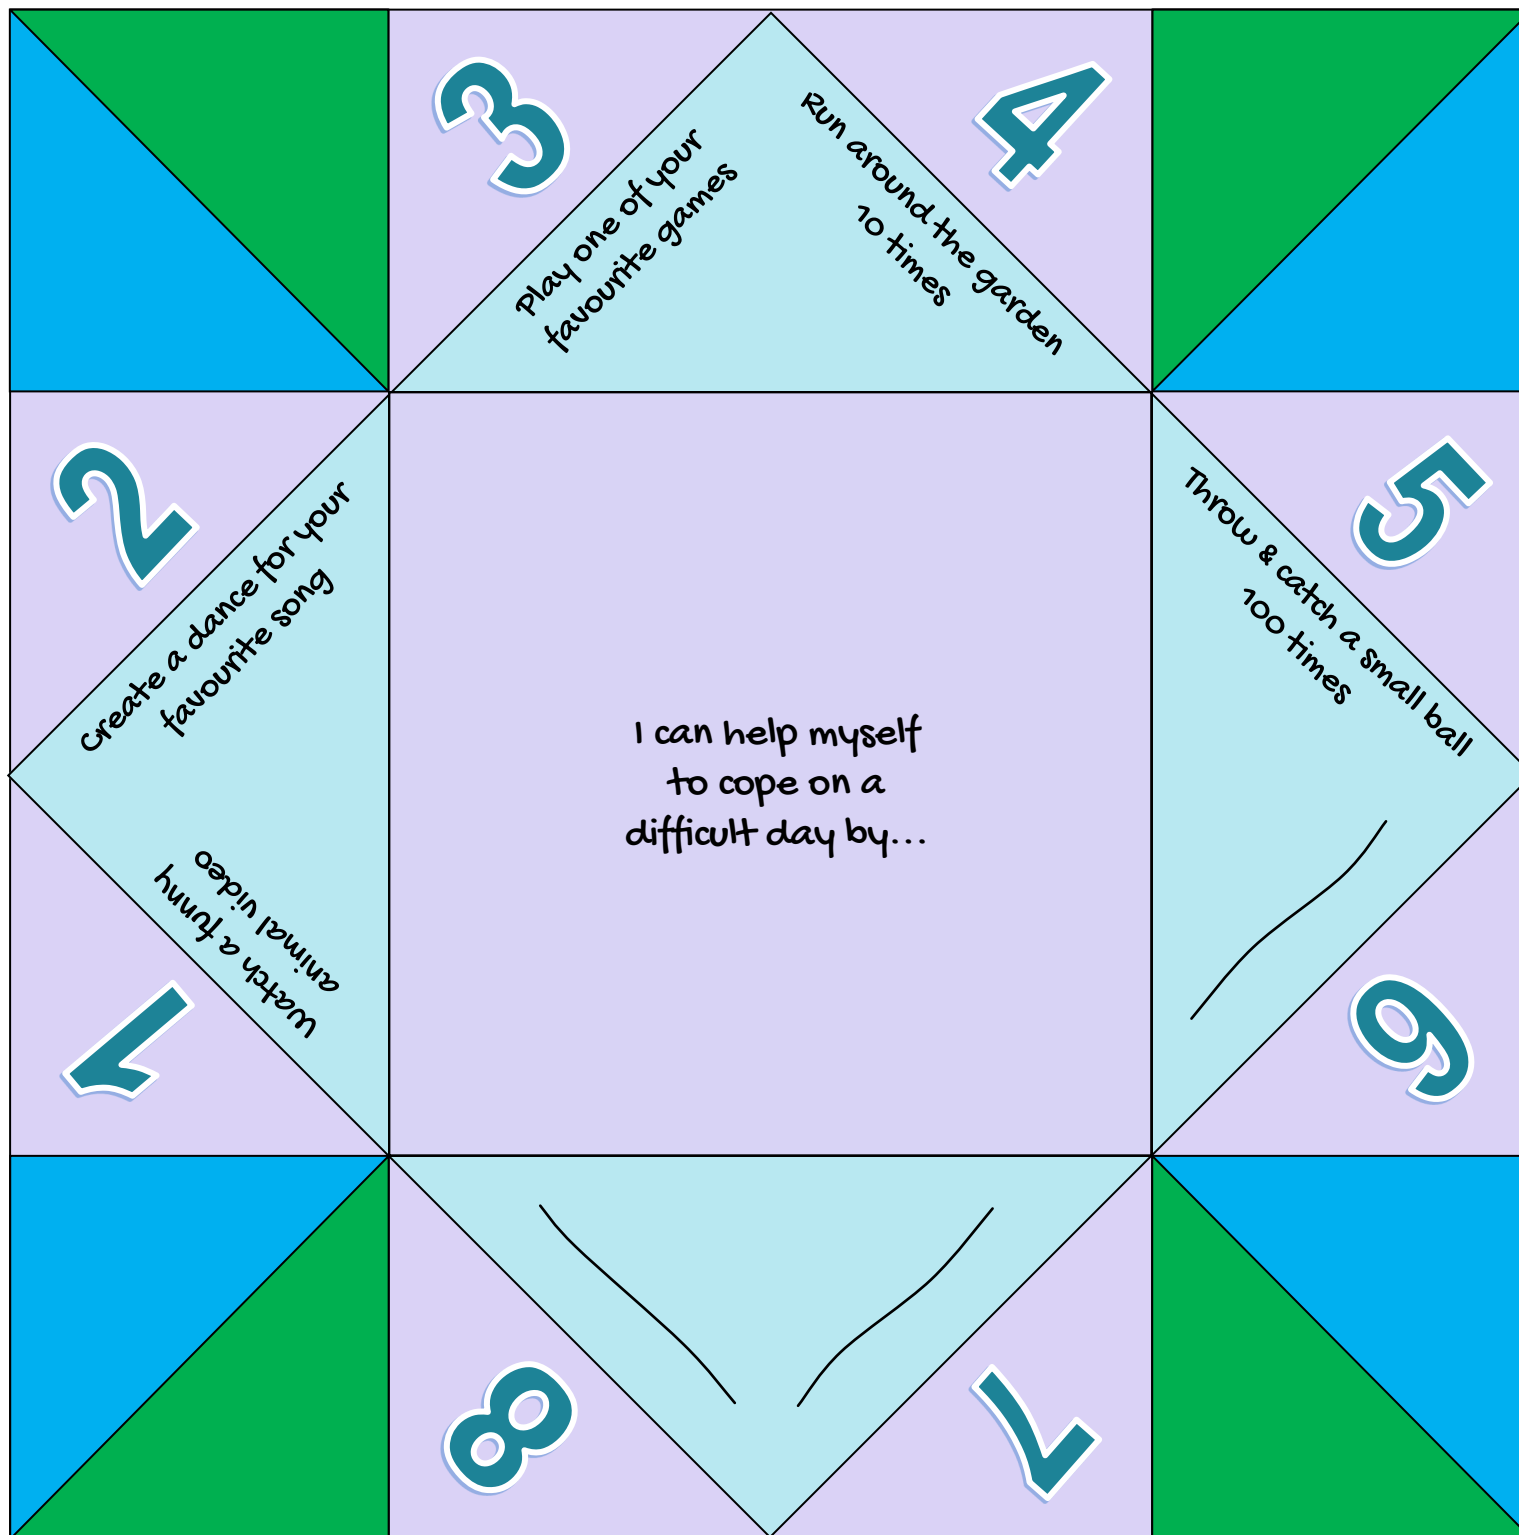 3
4
Play one of your
favourite games
Run around the garden
10 times
2
5
Create a dance for your
favourite song
Throw & catch a small ball
100 times
I can help myself
to cope on a
difficult day by...
Watch a funny
animal video
1
6
8
7